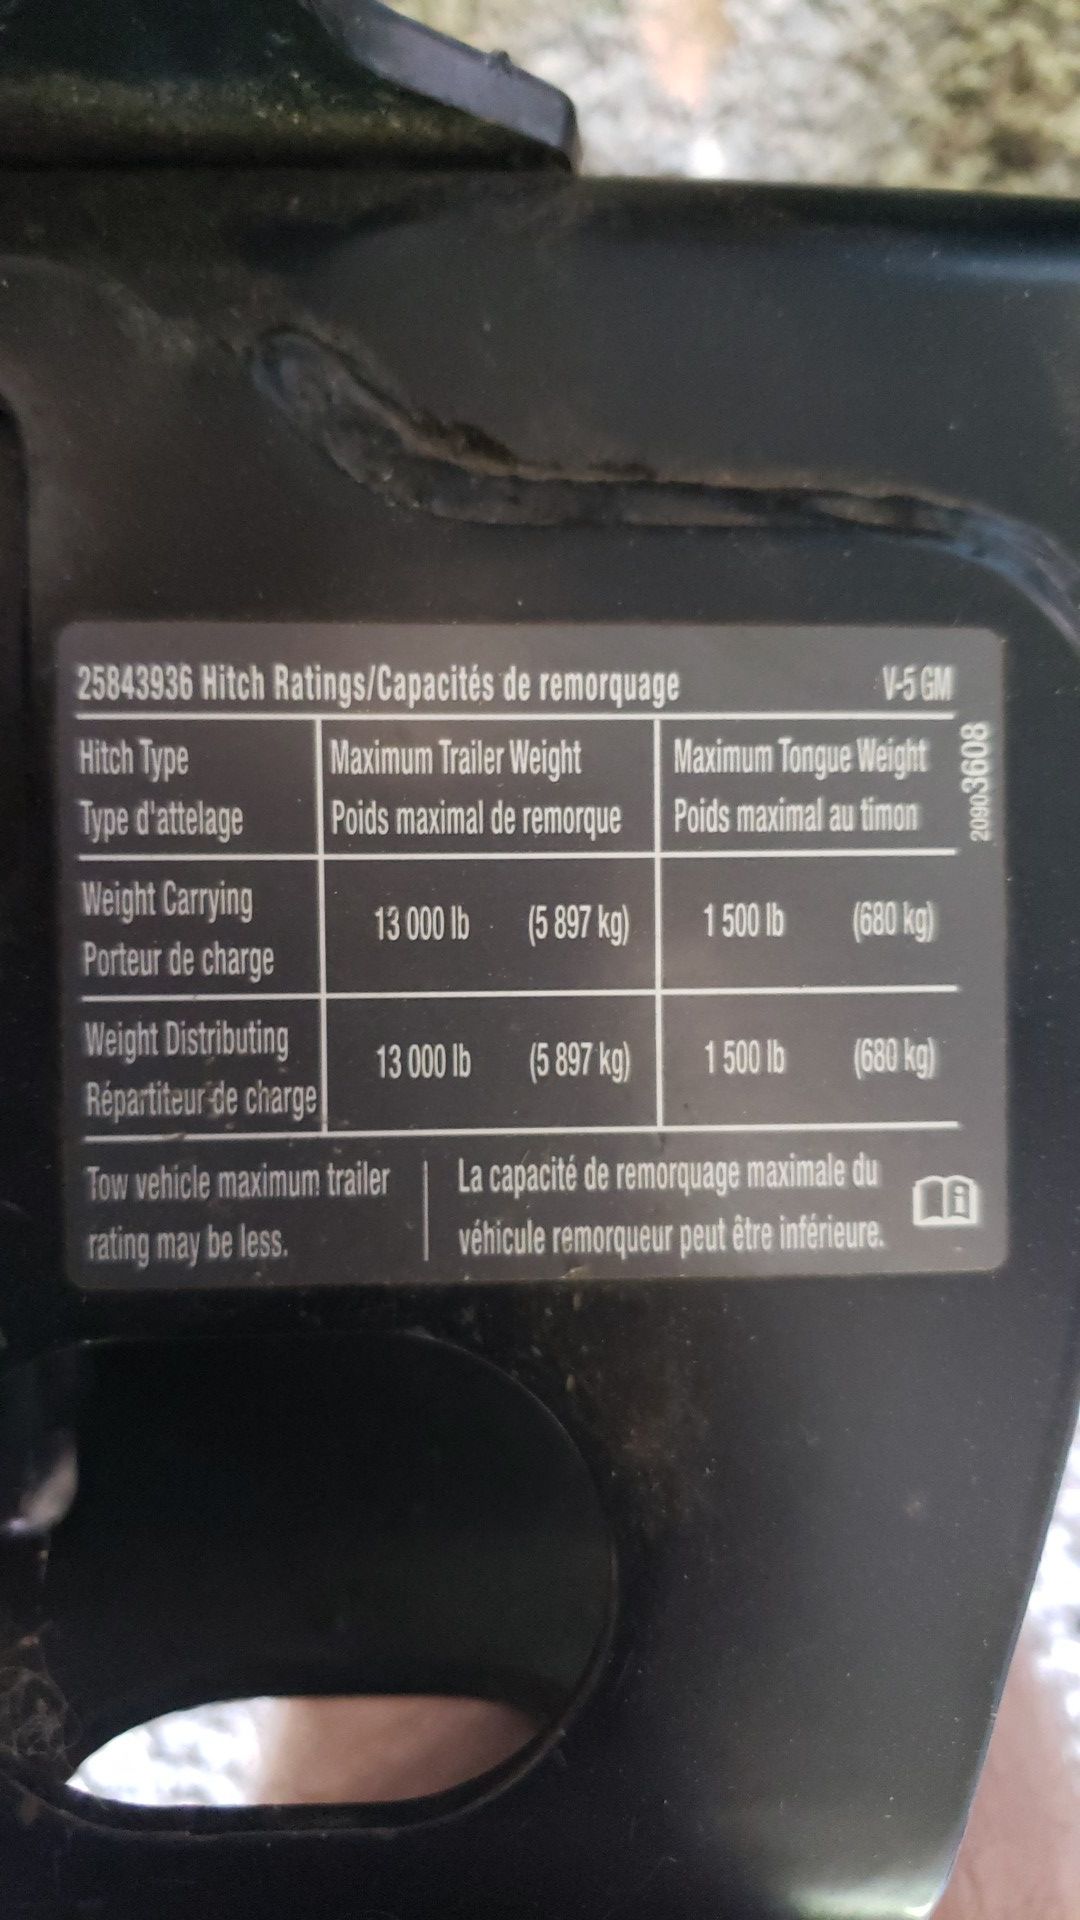 25843936 Hitch Ratings/Capacités de remorquage V-5 GM
Hitch Type Maximum Trailer Weight Maximum Tongue Weight
Type d'attelage Poids maximal de remorque Poids maximal au timon
20903608
Weight Carrying
13 000 lb (5 897 kg) 1 500 lb (680 kg)
Porteur de charge
Weight Distributing
13 000 lb (5 897 kg) 1 500 lb (680 kg)
Répartiteur de charge
Tow vehicle maximum trailer
rating may be less.
La capacité de remorquage maximale du
véhicule remorqueur peut être inférieure.
i